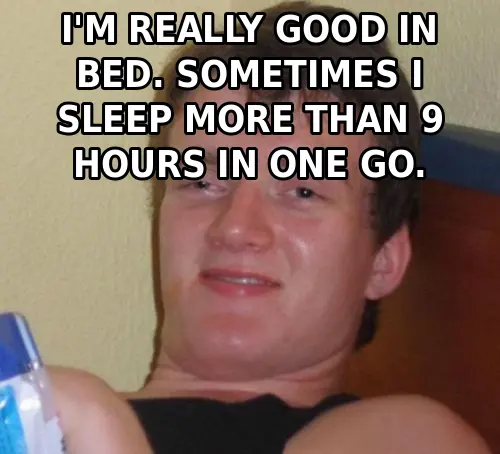 I'M REALLY GOOD IN
BED. SOMETIMES I
SLEEP MORE THAN 9
HOURS IN ONE GO.